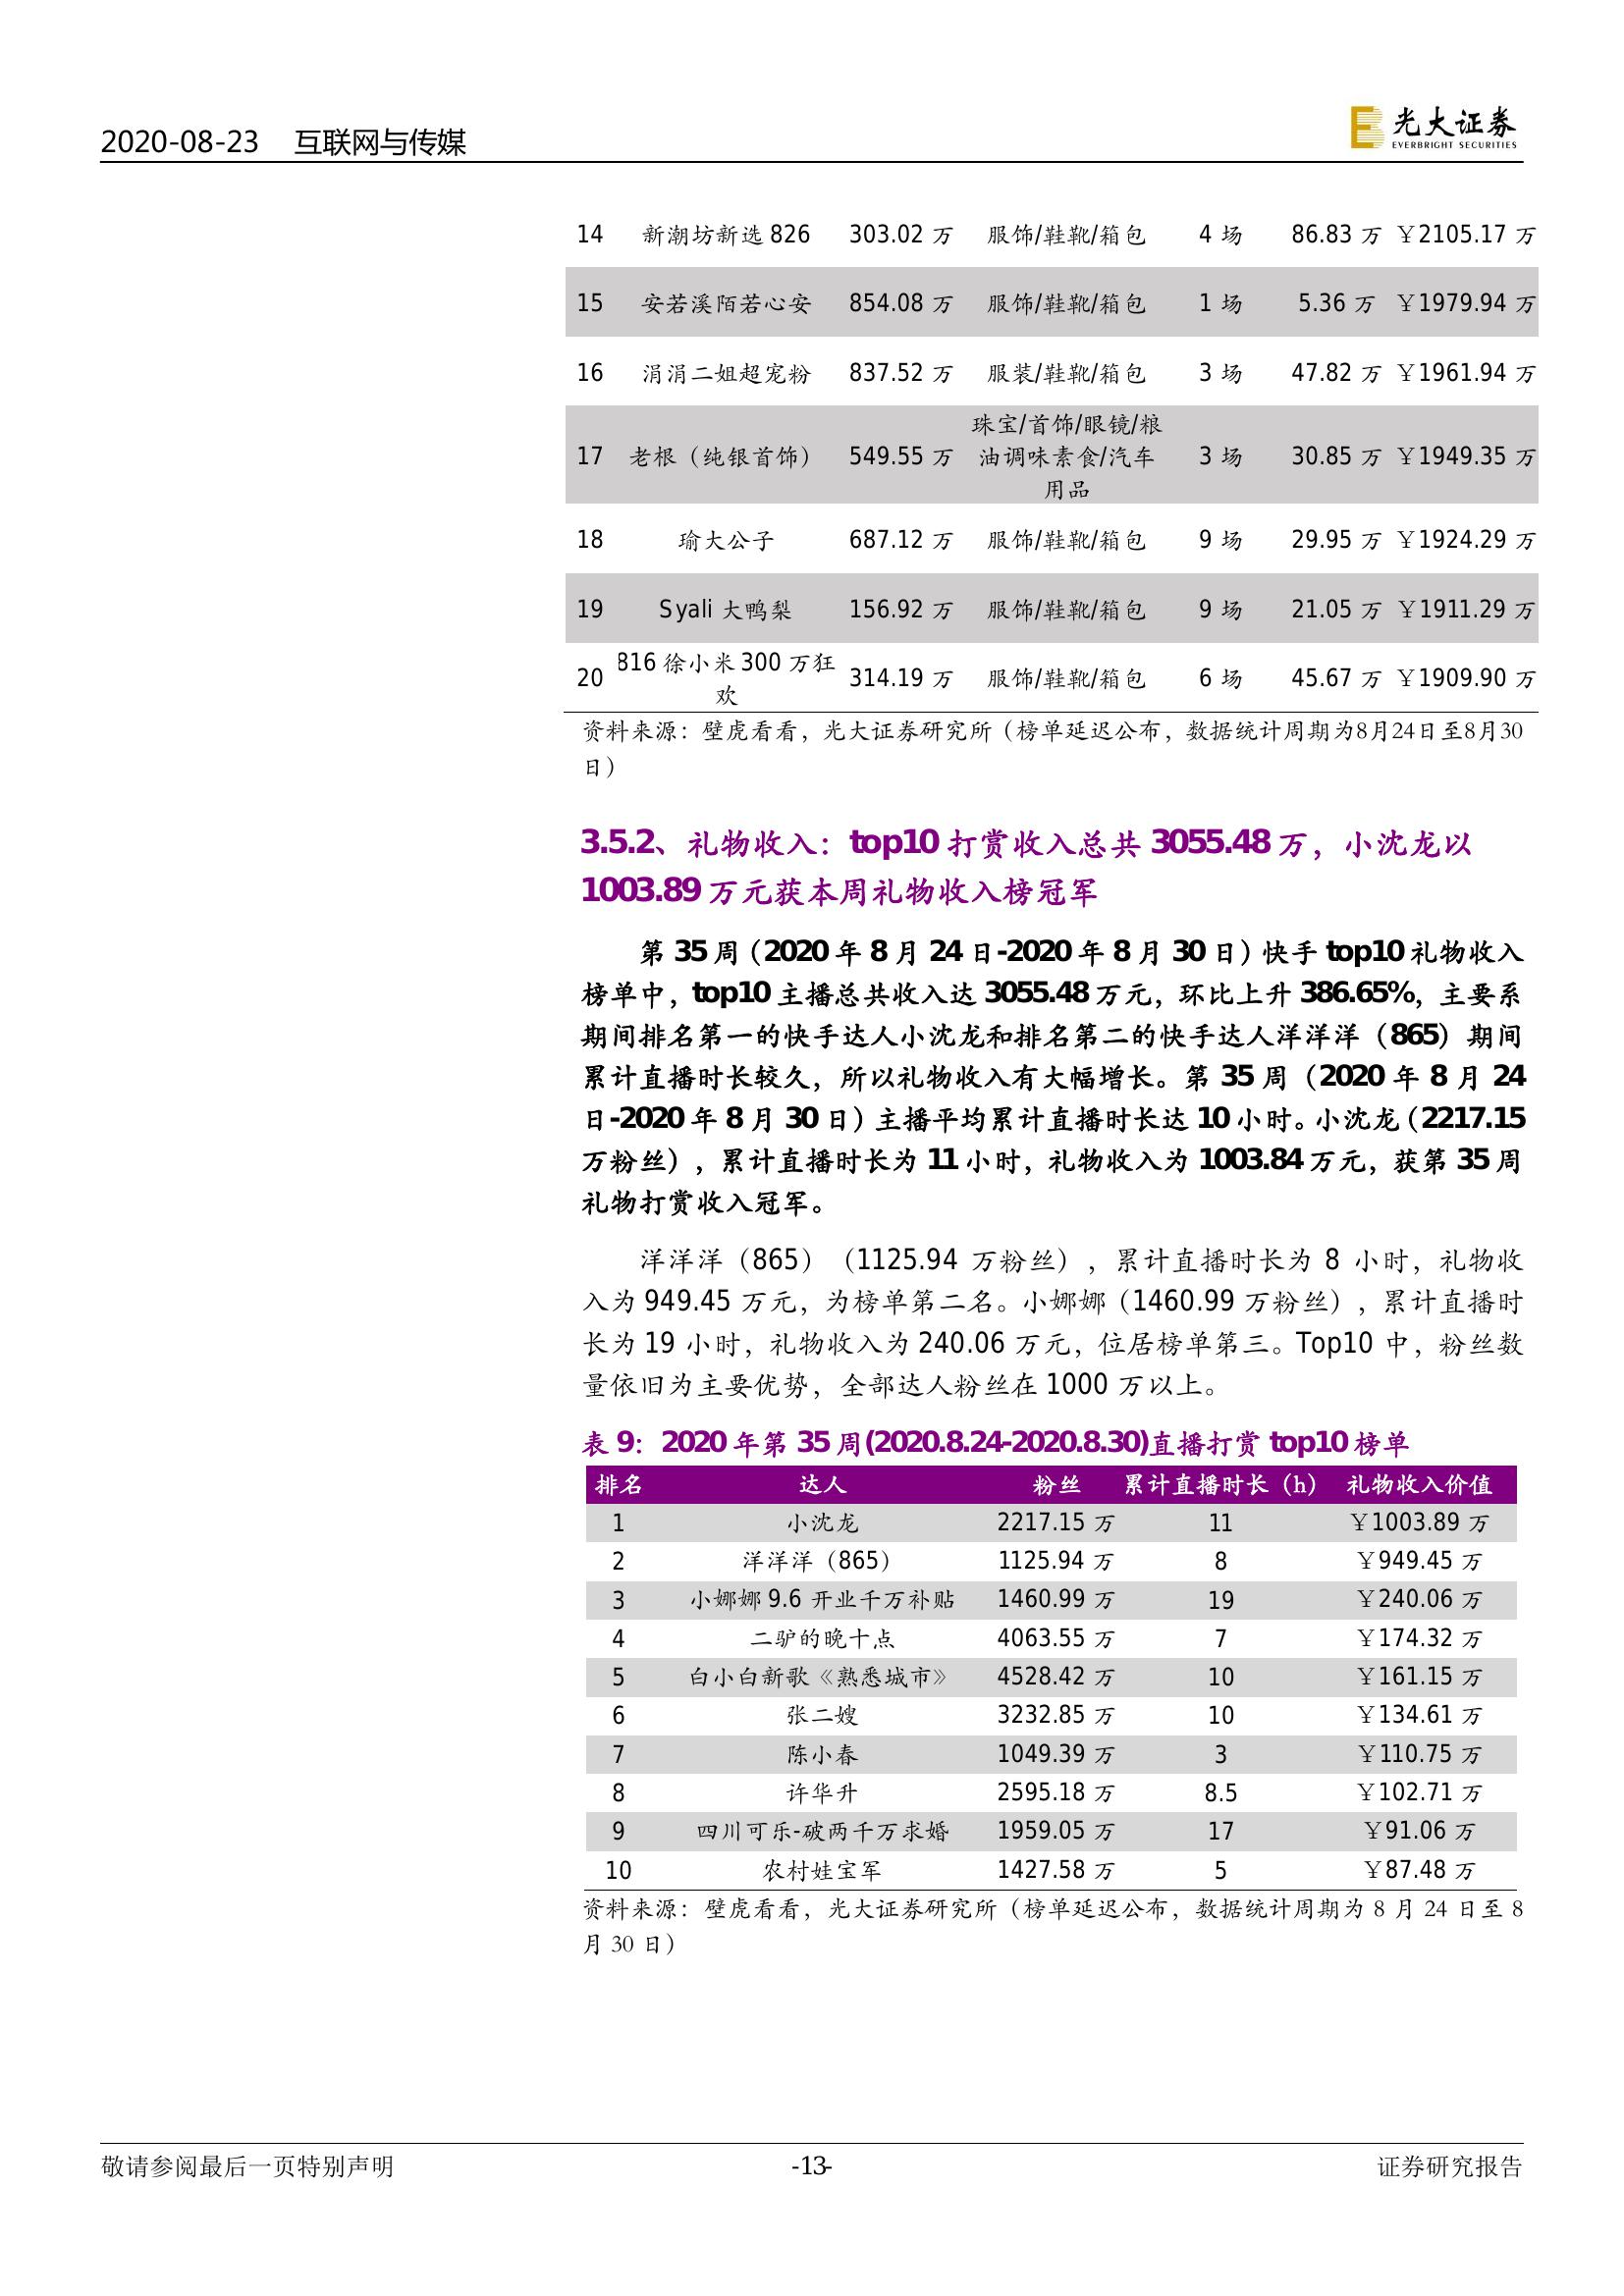 2020-08-23 互联网与传媒
光大证券
EVERBRIGHT SECURITIES
14 新潮坊新选 826 303.02 万 服饰/鞋靴/箱包 4 场 86.83 万 ￥2105.17 万
15 安若溪陌若心安 854.08 万 服饰/鞋靴/箱包 1 场 5.36 万 ￥1979.94 万
16 涓涓二姐超宠粉 837.52 万 服装/鞋靴/箱包 3 场 47.82 万 ￥1961.94 万
17 老根（纯银首饰） 549.55 万 珠宝/首饰/眼镜/粮
油调味素食/汽车
用品 3 场 30.85 万 ￥1949.35 万
18 瑜大公子 687.12 万 服饰/鞋靴/箱包 9 场 29.95 万 ￥1924.29 万
19 Syali 大鸭梨 156.92 万 服饰/鞋靴/箱包 9 场 21.05 万 ￥1911.29 万
20 816 徐小米 300 万狂
欢 314.19 万 服饰/鞋靴/箱包 6 场 45.67 万 ￥1909.90 万
资料来源：壁虎看看，光大证券研究所（榜单延迟公布，数据统计周期为8月24日至8月30
日）
3.5.2、礼物收入：top10 打赏收入总共 3055.48 万，小沈龙以
1003.89 万元获本周礼物收入榜冠军
第 35 周（2020 年 8 月 24 日-2020 年 8 月 30 日）快手 top10 礼物收入
榜单中，top10 主播总共收入达 3055.48 万元，环比上升 386.65%，主要系
期间排名第一的快手达人小沈龙和排名第二的快手达人洋洋洋（865）期间
累计直播时长较久，所以礼物收入有大幅增长。第 35 周（2020 年 8 月 24
日-2020 年 8 月 30 日）主播平均累计直播时长达 10 小时。小沈龙（2217.15
万粉丝），累计直播时长为 11 小时，礼物收入为 1003.84 万元，获第 35 周
礼物打赏收入冠军。
洋洋洋（865）（1125.94 万粉丝），累计直播时长为 8 小时，礼物收
入为 949.45 万元，为榜单第二名。小娜娜（1460.99 万粉丝），累计直播时
长为 19 小时，礼物收入为 240.06 万元，位居榜单第三。Top10 中，粉丝数
量依旧为主要优势，全部达人粉丝在 1000 万以上。
表 9：2020 年第 35 周(2020.8.24-2020.8.30)直播打赏 top10 榜单
排名 达人 粉丝 累计直播时长（h） 礼物收入价值
1 小沈龙 2217.15 万 11 ￥1003.89 万
2 洋洋洋（865） 1125.94 万 8 ￥949.45 万
3 小娜娜 9.6 开业千万补贴 1460.99 万 19 ￥240.06 万
4 二驴的晚十点 4063.55 万 7 ￥174.32 万
5 白小白新歌《熟悉城市》 4528.42 万 10 ￥161.15 万
6 张二嫂 3232.85 万 10 ￥134.61 万
7 陈小春 1049.39 万 3 ￥110.75 万
8 许华升 2595.18 万 8.5 ￥102.71 万
9 四川可乐-破两千万求婚 1959.05 万 17 ￥91.06 万
10 农村娃宝军 1427.58 万 5 ￥87.48 万
资料来源：壁虎看看，光大证券研究所（榜单延迟公布，数据统计周期为 8 月 24 日至 8
月 30 日）
敬请参阅最后一页特别声明 -13- 证券研究报告